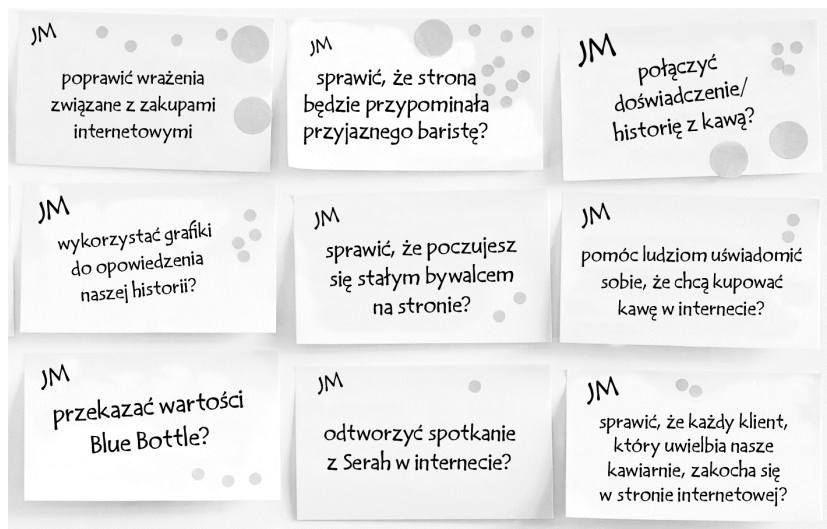 JM
poprawić wrażenia
związane z zakupami
internetowymi
JM
sprawić, że strona
będzie przypominała
przyjaznego baristę?
JM
połączyć
doświadczenie/
historię z kawą?
JM
wykorzystać grafiki
do opowiedzenia
naszej historii?
JM
sprawić, że poczujesz
się stałym bywalcem
na stronie?
JM
pomóc ludziom uświadomić
sobie, że chcą kupować
kawę w internecie?
JM
przekazać wartości
Blue Bottle?
JM
odtworzyć spotkanie
z Serah w internecie?
JM
sprawić, że każdy klient,
który uwielbia nasze
kawiarnie, zakocha się
w stronie internetowej?